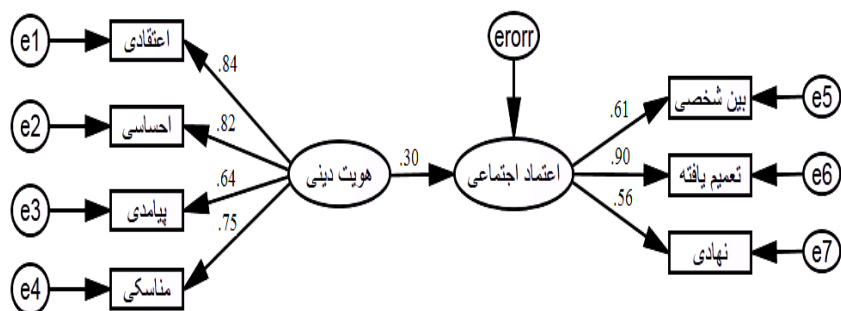 e1
اعتقادی
.84
e2
احساسی
.82
e3
پیامدی
.64
e4
مناسکی
.75
هویت دینی
.30
erorr
اعتماد اجتماعی
.61
بین شخصی
e5
.90
تعمیم یافته
e6
.56
نهادی
e7